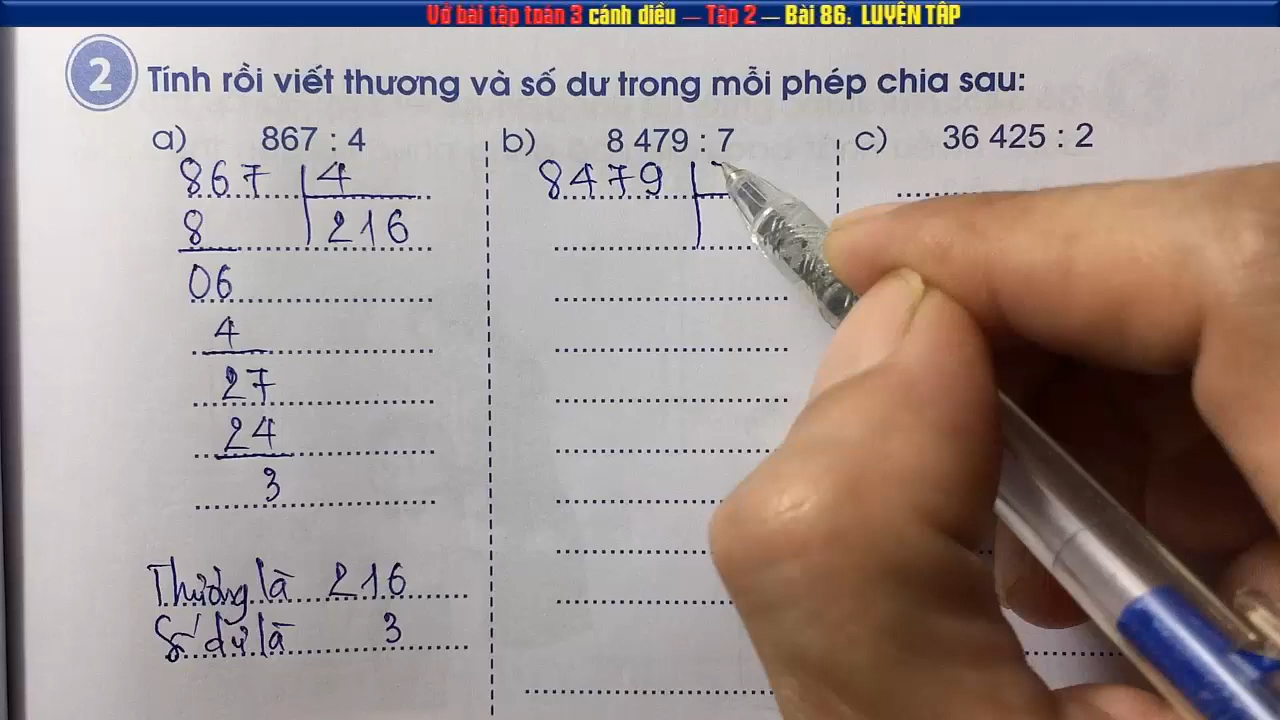 Vở bài tập toán 3 cánh diều – Tập 2 – Bài 86: LUYỆN TẬP
2 Tính rồi viết thương và số dư trong mỗi phép chia sau:
a) 867 : 4
867 4
8 216
06
4
27
24
3
Thương là 216
Số dư là 3
b) 8 479 : 7
8479
c) 36 425 : 2